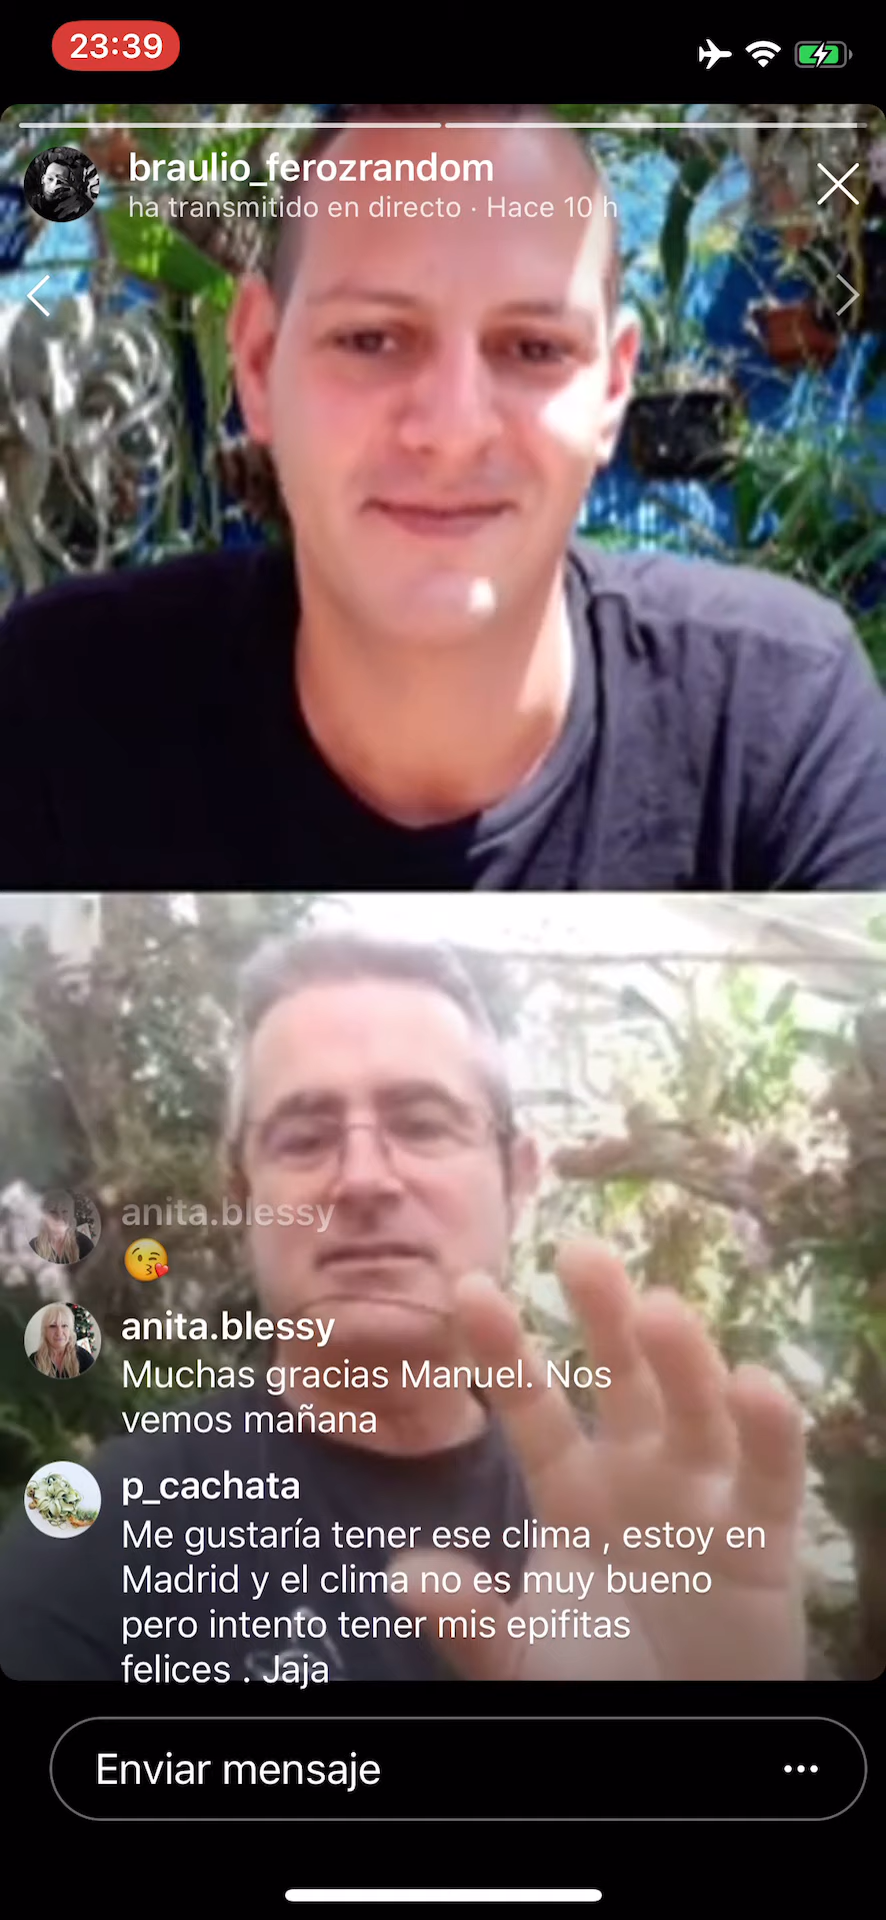 23:39
braulio_ferozrandom
ha transmitido en directo · Hace 10 h
anita.blessy
😘
anita.blessy
Muchas gracias Manuel. Nos
vemos mañana
p_cachata
Me gustaría tener ese clima , estoy en
Madrid y el clima no es muy bueno
pero intento tener mis epifitas
felices . Jaja
Enviar mensaje